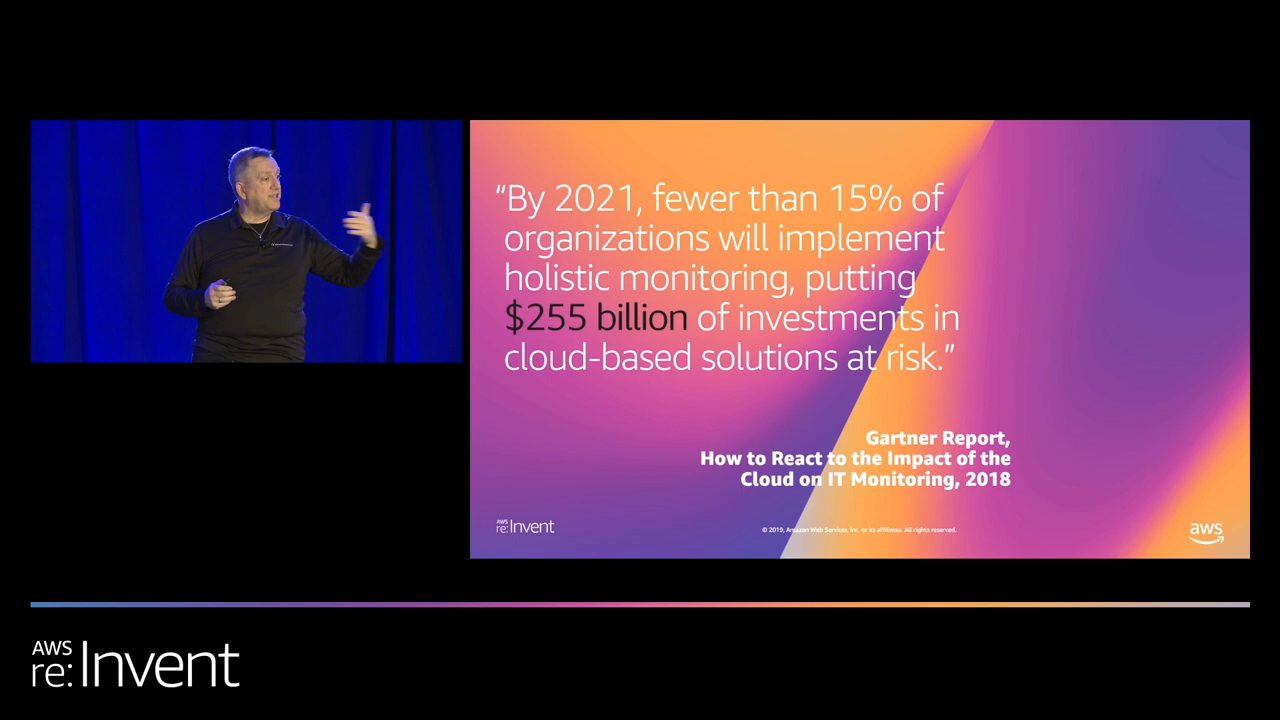 “By 2021, fewer than 15% of
organizations will implement
holistic monitoring, putting
$255 billion of investments in
cloud-based solutions at risk.”
Gartner Report,
How to React to the Impact of the
Cloud on IT Monitoring, 2018
AWS
re:Invent
© 2019, Amazon Web Services, Inc. or its affiliates. All rights reserved.
aws
AWS
re:Invent